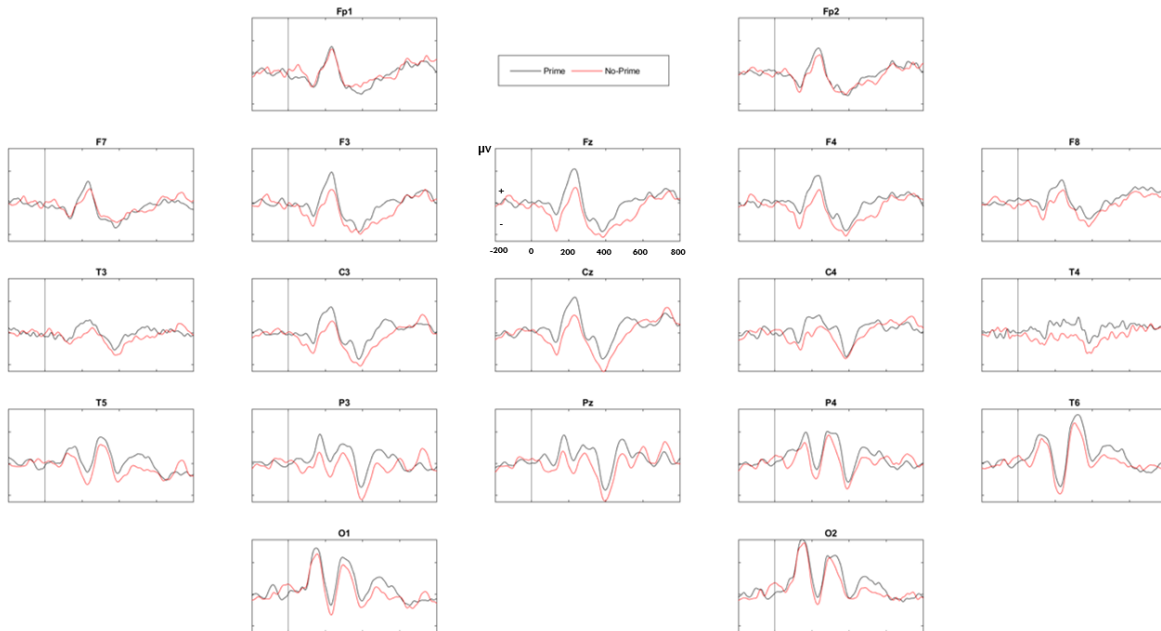 Fp1
Fp2
Prime No-Prime
F7
F3
μv
Fz
F4
F8
+
-
-200 0 200 400 600 800
T3
C3
Cz
C4
T4
T5
P3
Pz
P4
T6
O1
O2